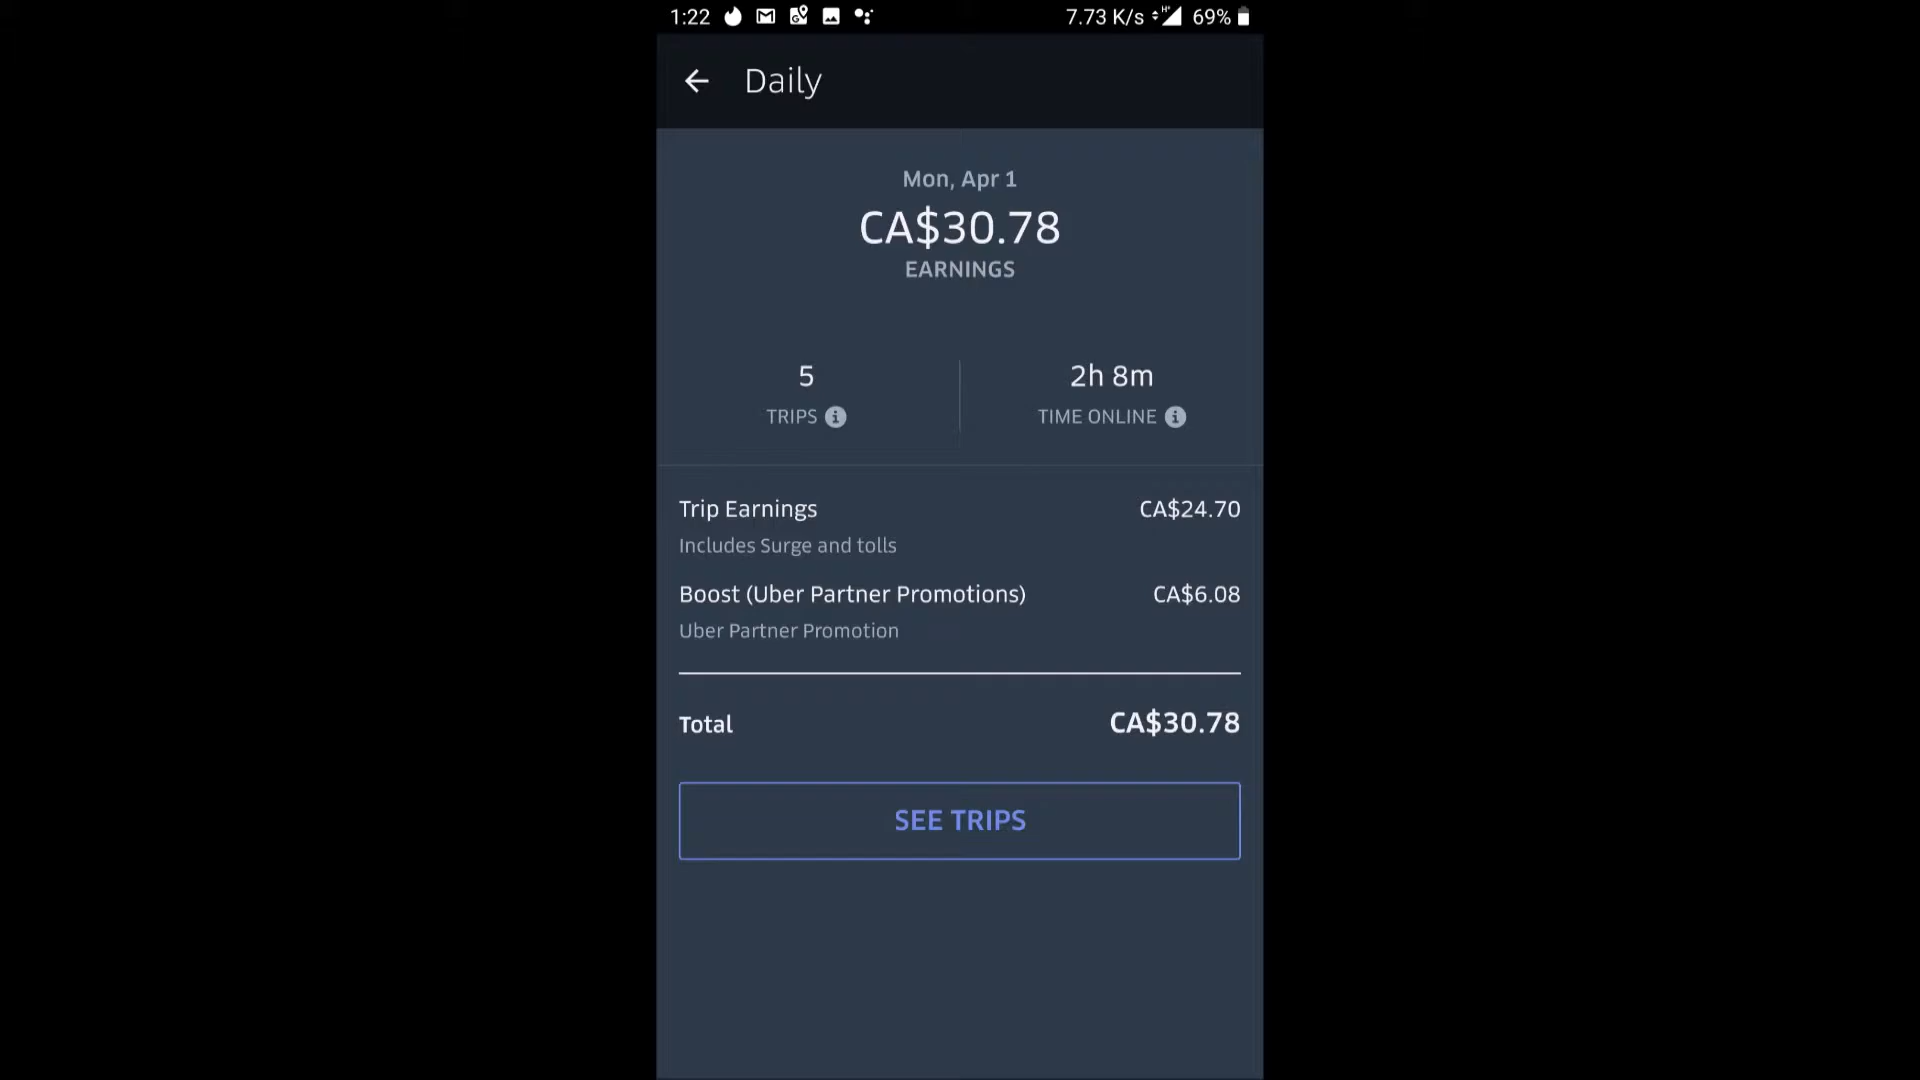 1:22 7.73 K/s H+ 69%
Daily
Mon, Apr 1
CA$30.78
EARNINGS
5 2h 8m
TRIPS TIME ONLINE
Trip Earnings CA$24.70
Includes Surge and tolls
Boost (Uber Partner Promotions) CA$6.08
Uber Partner Promotion
Total CA$30.78
SEE TRIPS